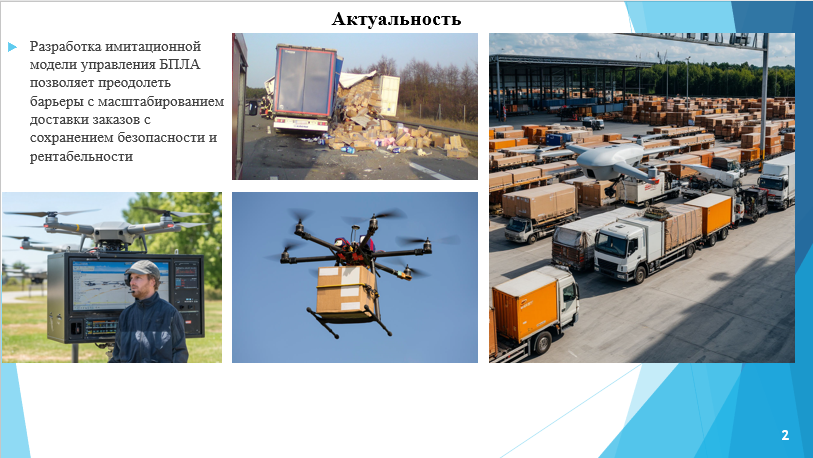 Актуальность
Разработка имитационной
модели управления БПЛА
позволяет преодолеть
барьеры с масштабированием
доставки заказов с
сохранением безопасности и
рентабельности
2